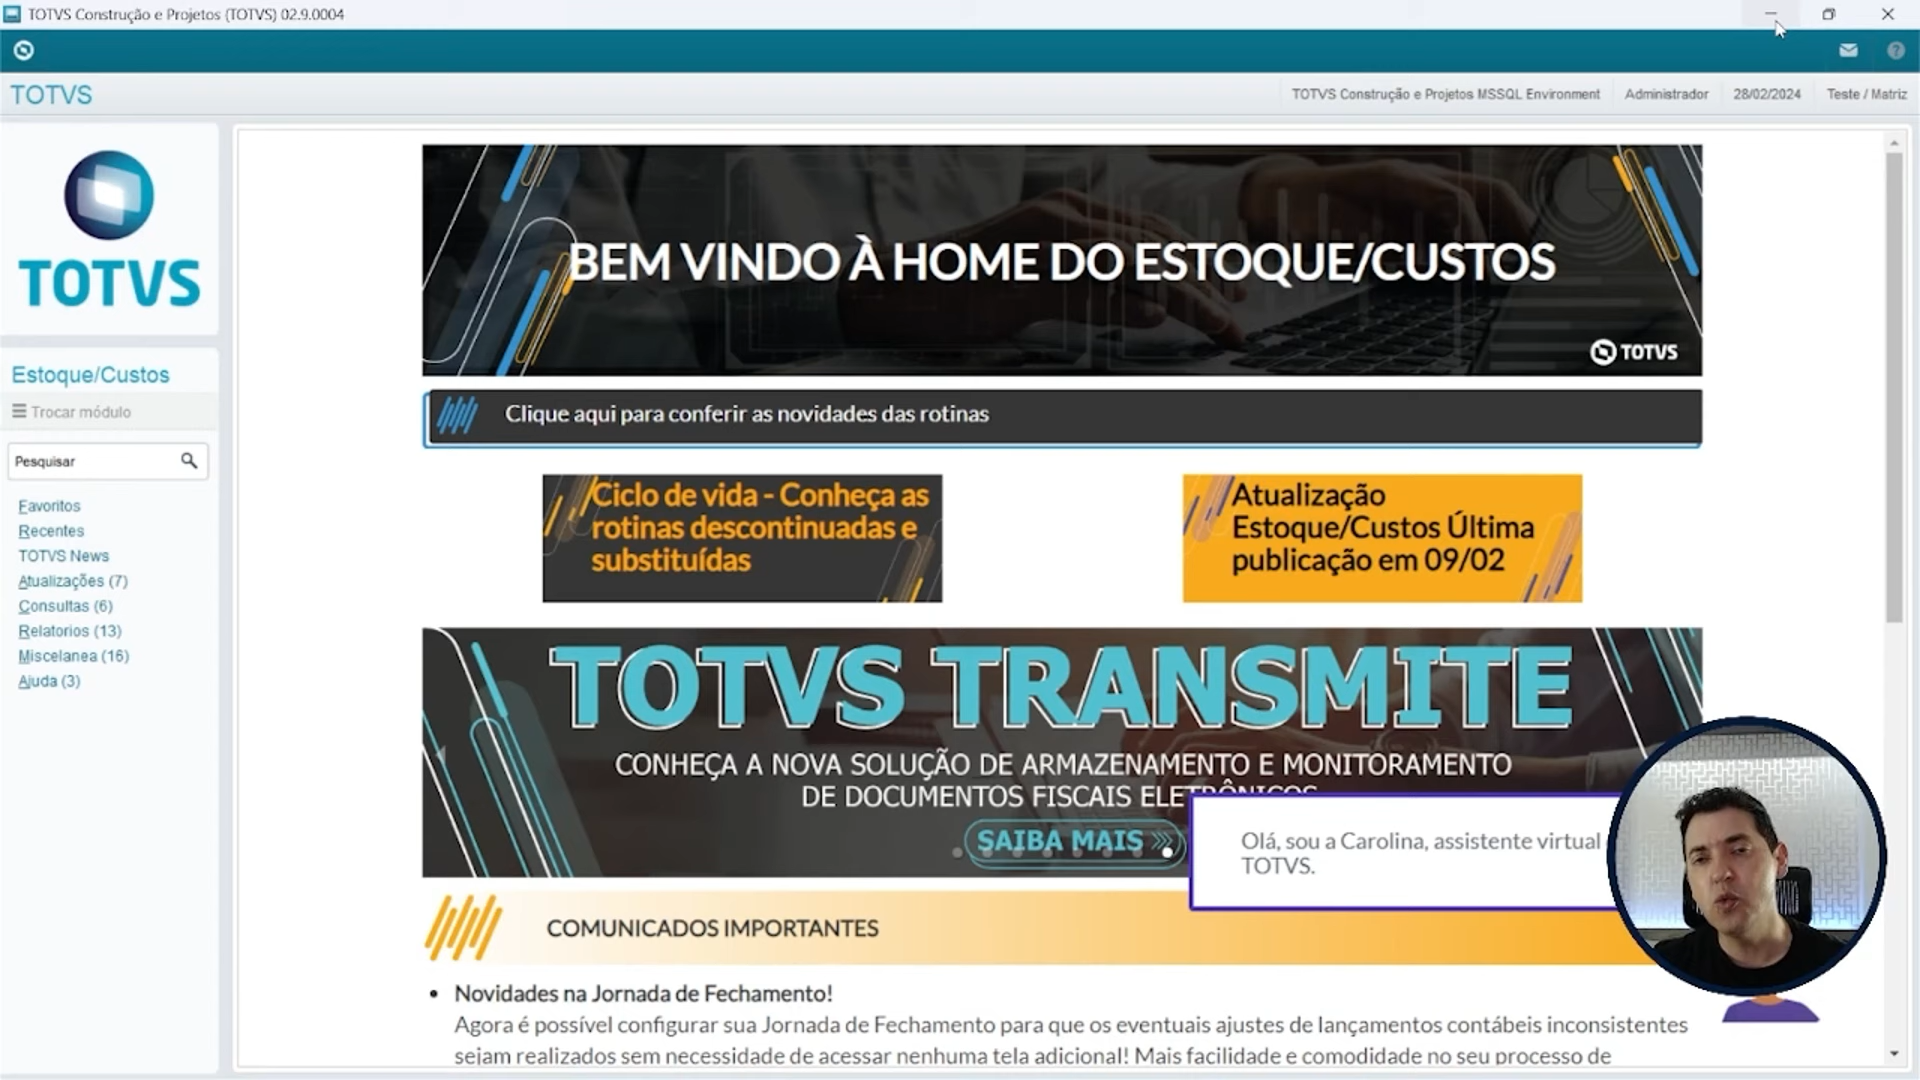 TOTVS Construção e Projetos (TOTVS) 02.9.0004
TOTVS
TOTVS Construção e Projetos MSSQL Environment
Administrador
28/02/2024
Teste / Matriz
TOTVS
Estoque/Custos
Trocar módulo
Pesquisar
Favoritos
Recentes
TOTVS News
Atualizações (7)
Consultas (6)
Relatorios (13)
Miscelanea (16)
Ajuda (3)
BEM VINDO À HOME DO ESTOQUE/CUSTOS
TOTVS
Clique aqui para conferir as novidades das rotinas
Ciclo de vida - Conheça as
rotinas descontinuadas e
substituídas
Atualização
Estoque/Custos Última
publicação em 09/02
TOTVS TRANSMITE
CONHEÇA A NOVA SOLUÇÃO DE ARMAZENAMENTO E MONITORAMENTO
DE DOCUMENTOS FISCAIS ELETRÔNICOS
SAIBA MAIS
Olá, sou a Carolina, assistente virtual
TOTVS.
COMUNICADOS IMPORTANTES
• Novidades na Jornada de Fechamento!
Agora é possível configurar sua Jornada de Fechamento para que os eventuais ajustes de lançamentos contábeis inconsistentes
sejam realizados sem necessidade de acessar nenhuma tela adicional! Mais facilidade e comodidade no seu processo de